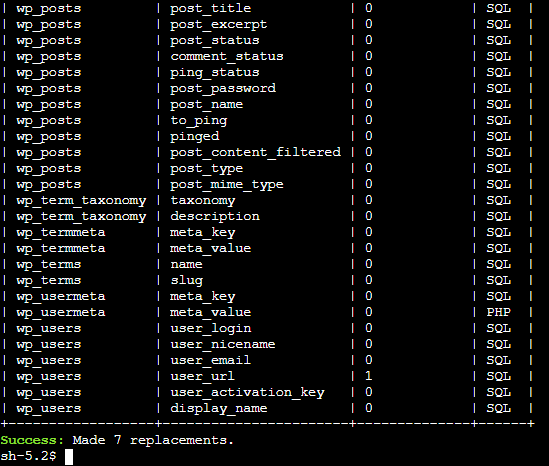 | wp_posts | post_title | 0 | SQL |
| wp_posts | post_excerpt | 0 | SQL |
| wp_posts | post_status | 0 | SQL |
| wp_posts | comment_status | 0 | SQL |
| wp_posts | ping_status | 0 | SQL |
| wp_posts | post_password | 0 | SQL |
| wp_posts | post_name | 0 | SQL |
| wp_posts | to_ping | 0 | SQL |
| wp_posts | pinged | 0 | SQL |
| wp_posts | post_content_filtered | 0 | SQL |
| wp_posts | post_type | 0 | SQL |
| wp_posts | post_mime_type | 0 | SQL |
| wp_term_taxonomy | taxonomy | 0 | SQL |
| wp_term_taxonomy | description | 0 | SQL |
| wp_termmeta | meta_key | 0 | SQL |
| wp_termmeta | meta_value | 0 | SQL |
| wp_terms | name | 0 | SQL |
| wp_terms | slug | 0 | SQL |
| wp_usermeta | meta_key | 0 | SQL |
| wp_usermeta | meta_value | 0 | PHP |
| wp_users | user_login | 0 | SQL |
| wp_users | user_nicename | 0 | SQL |
| wp_users | user_email | 0 | SQL |
| wp_users | user_url | 1 | SQL |
| wp_users | user_activation_key | 0 | SQL |
| wp_users | display_name | 0 | SQL |
+------------------+-----------------------+--------------+------+
Success: Made 7 replacements.
sh-5.2$